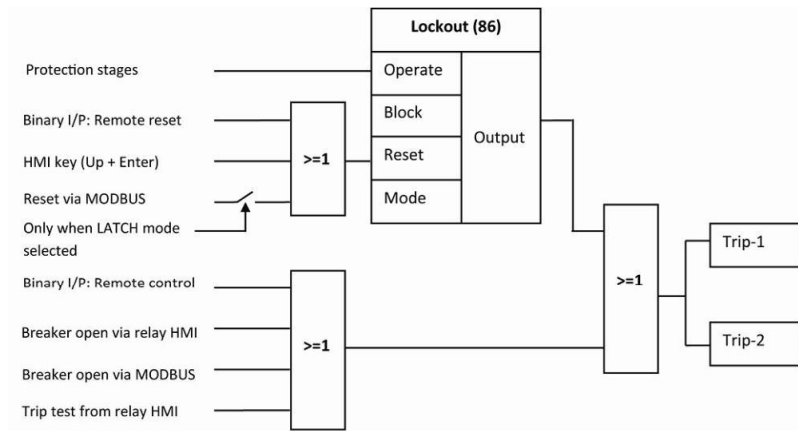 Lockout (86)
Protection stages
Operate
Binary I/P: Remote reset
Block
Output
HMI key (Up + Enter)
>=1
Reset
Reset via MODBUS
Mode
Only when LATCH mode
selected
Binary I/P: Remote control
Breaker open via relay HMI
>=1
Breaker open via MODBUS
Trip test from relay HMI
>=1
Trip-1
Trip-2